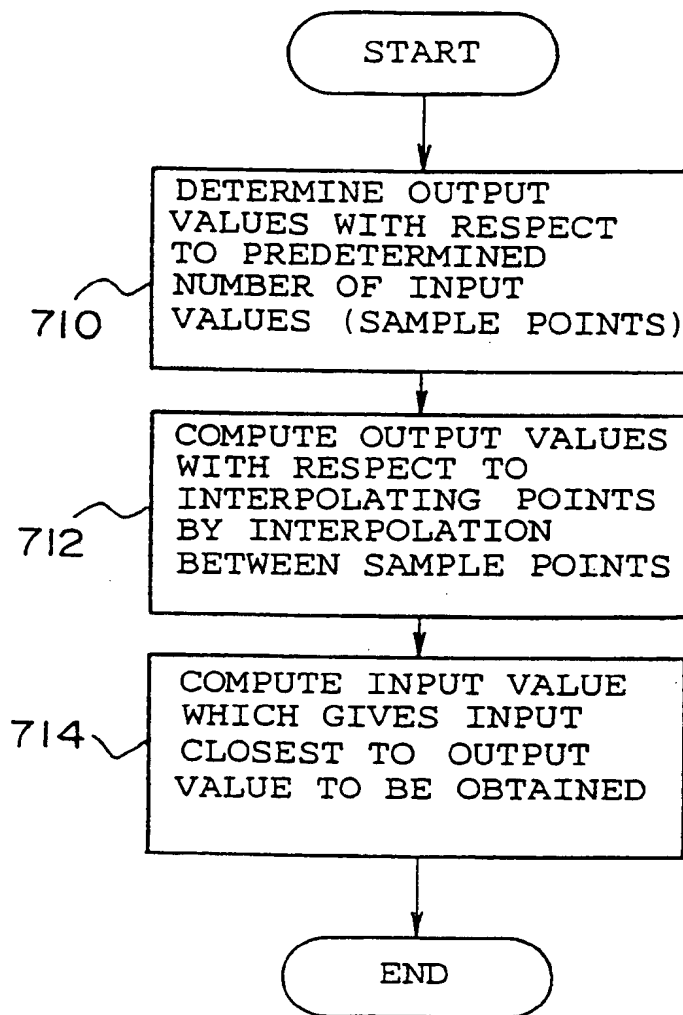 START
DETERMINE OUTPUT
VALUES WITH RESPECT
TO PREDETERMINED
NUMBER OF INPUT
VALUES (SAMPLE POINTS)
710
COMPUTE OUTPUT VALUES
WITH RESPECT TO
INTERPOLATING POINTS
BY INTERPOLATION
BETWEEN SAMPLE POINTS
712
COMPUTE INPUT VALUE
WHICH GIVES INPUT
CLOSEST TO OUTPUT
VALUE TO BE OBTAINED
714
END